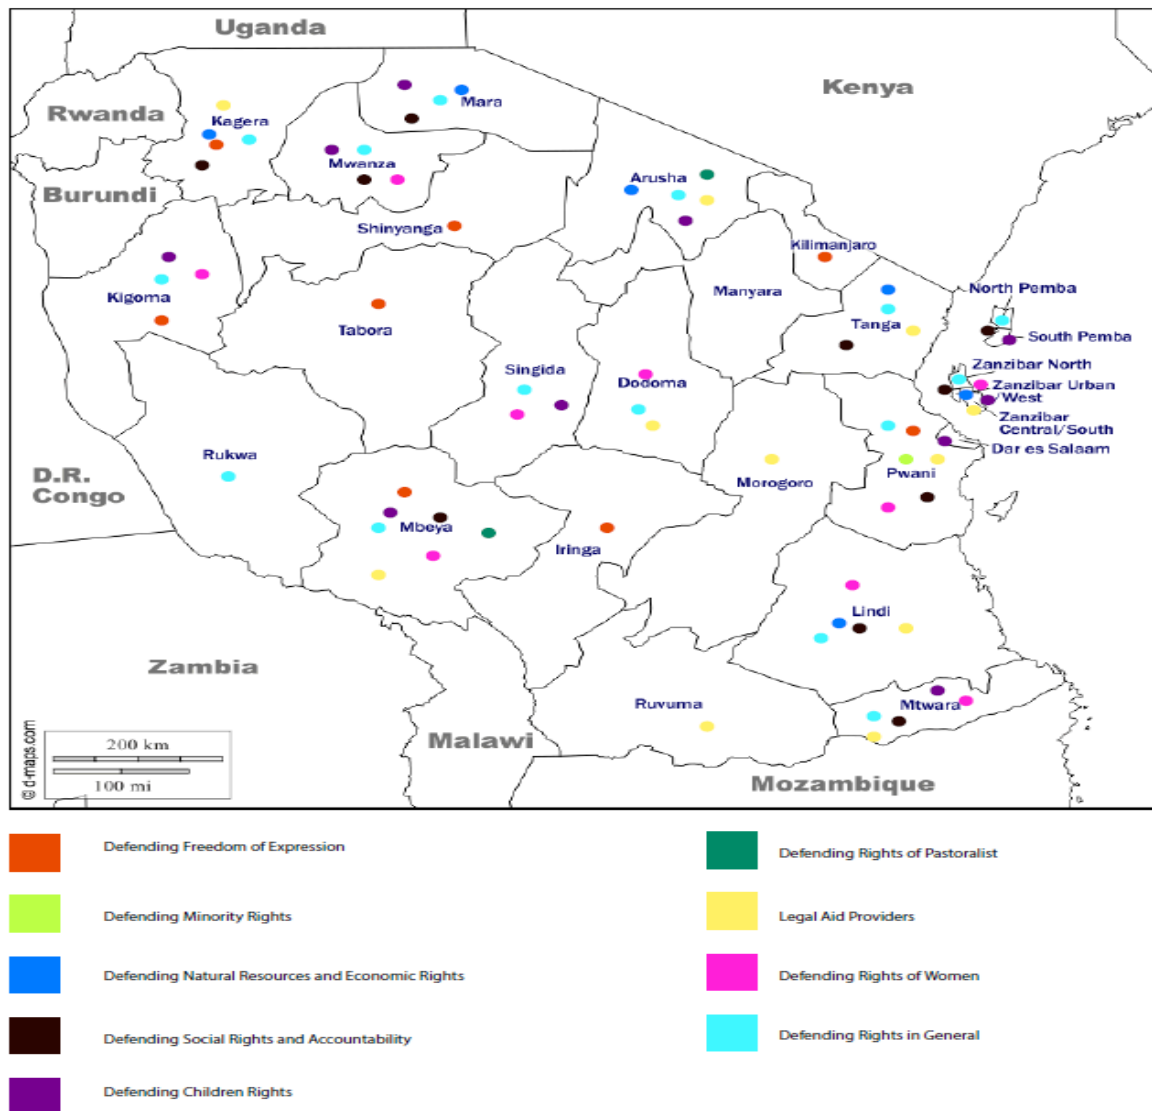 Uganda
Kenya
Rwanda
Kagera
Mara
Mwanza
Burundi
Arusha
Shinyanga
Kilimanjaro
Kigoma
Manyara
North Pemba
Tabora
Tanga
South Pemba
Singida
Dodoma
Zanzibar North
Zanzibar Urban
West
Zanzibar
Central/South
Dar es Salaam
Rukwa
D.R.
Congo
Morogoro
Pwani
Mbeya
Iringa
Lindi
Zambia
Ruvuma
Mtwara
Malawi
Mozambique
200 km
100 mi
© d-maps.com
Defending Freedom of Expression
Defending Rights of Pastoralist
Defending Minority Rights
Legal Aid Providers
Defending Natural Resources and Economic Rights
Defending Rights of Women
Defending Social Rights and Accountability
Defending Rights in General
Defending Children Rights